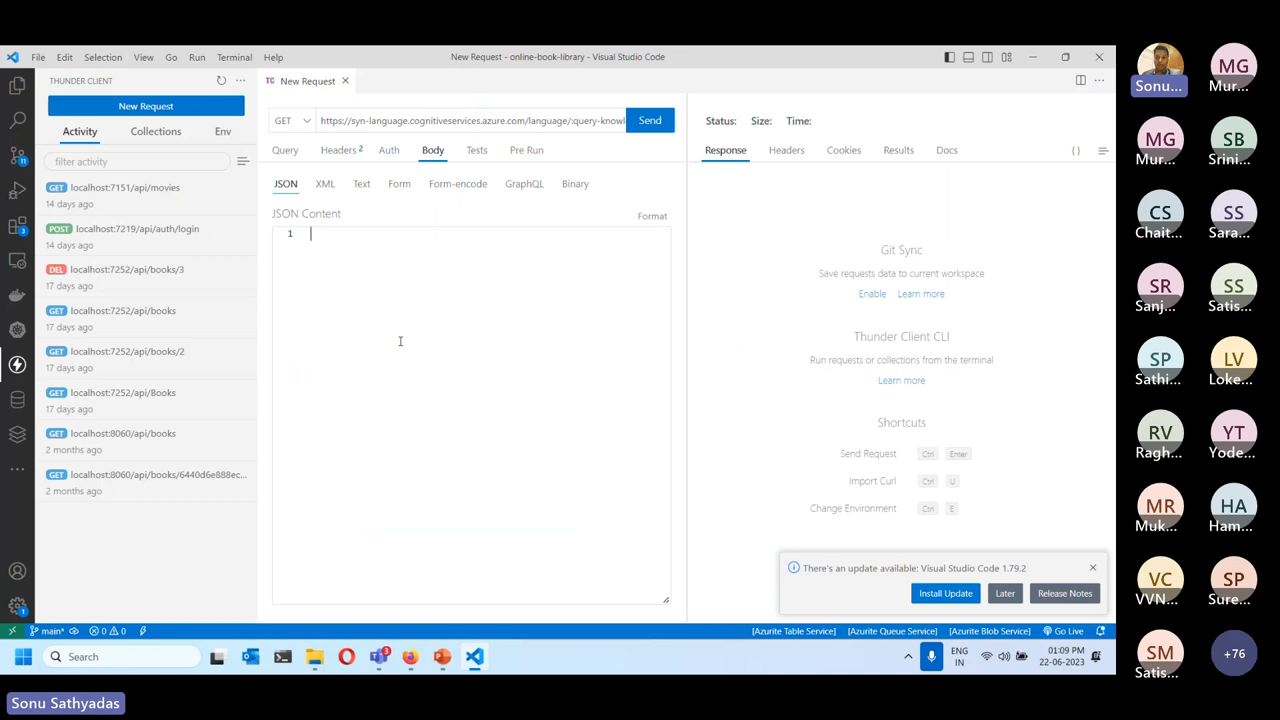 File Edit Selection View Go Run Terminal Help
New Request - online-book-library - Visual Studio Code
THUNDER CLIENT
New Request
Activity Collections Env
filter activity
GET localhost:7151/api/movies
14 days ago
POST localhost:7219/api/auth/login
14 days ago
DEL localhost:7252/api/books/3
17 days ago
GET localhost:7252/api/books
17 days ago
GET localhost:7252/api/books/2
17 days ago
GET localhost:7252/api/Books
17 days ago
GET localhost:8060/api/books
2 months ago
GET localhost:8060/api/books/6440d6e888ec...
2 months ago
TC New Request
GET https://syn-language.cognitiveservices.azure.com/language/:query-knowl Send
Query Headers 2 Auth Body Tests Pre Run
JSON XML Text Form Form-encode GraphQL Binary
JSON Content
Format
1
Status: Size: Time:
Response Headers Cookies Results Docs { }
Git Sync
Save requests data to current workspace
Enable Learn more
Thunder Client CLI
Run requests or collections from the terminal
Learn more
Shortcuts
Send Request Ctrl Enter
Import Curl Ctrl U
Change Environment Ctrl E
There's an update available: Visual Studio Code 1.79.2
Install Update Later Release Notes
11
3
1
main* 0 0 [Azurite Table Service] [Azurite Queue Service] [Azurite Blob Service] Go Live
Search
3
ENG
IN
01:09 PM
22-06-2023
Sonu Sathyadas
Sonu...
MG
Mur...
MG
Mur...
SB
Srini...
CS
Chait...
SS
Sara...
SR
Sanj...
SS
Satis...
SP
Sathi...
LV
Loke...
RV
Ragh...
YT
Yode...
MR
Muk...
HA
Ham...
VC
VVN...
SP
Sure...
SM
Satis...
+76